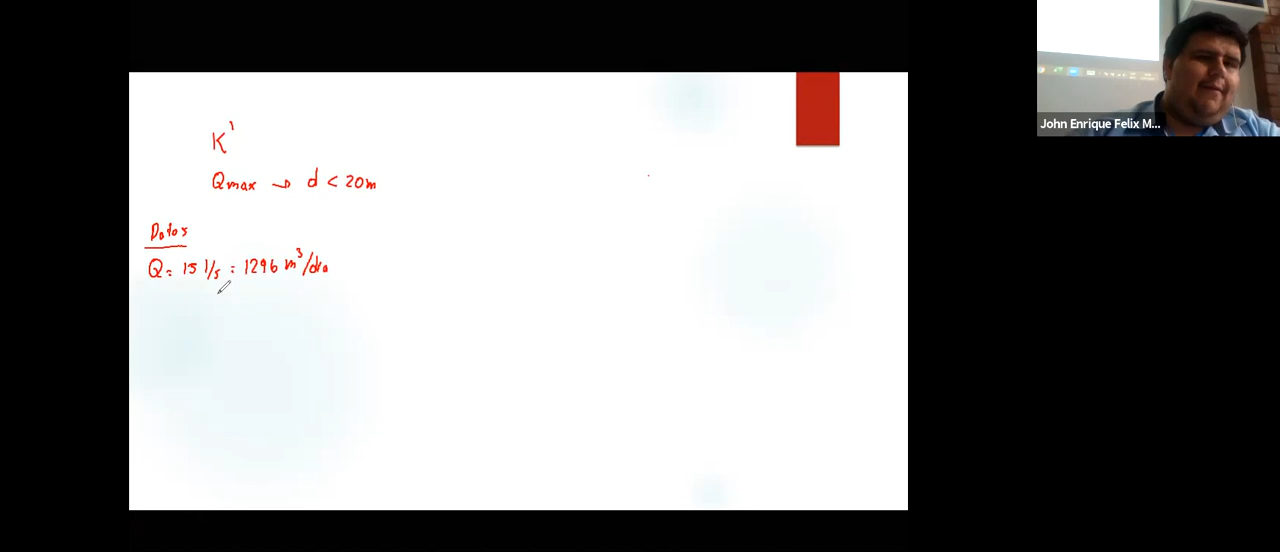 K'
Qmax → d < 20m
Datos
Q = 15 l/s = 1296 m³/día
John Enrique Felix M...